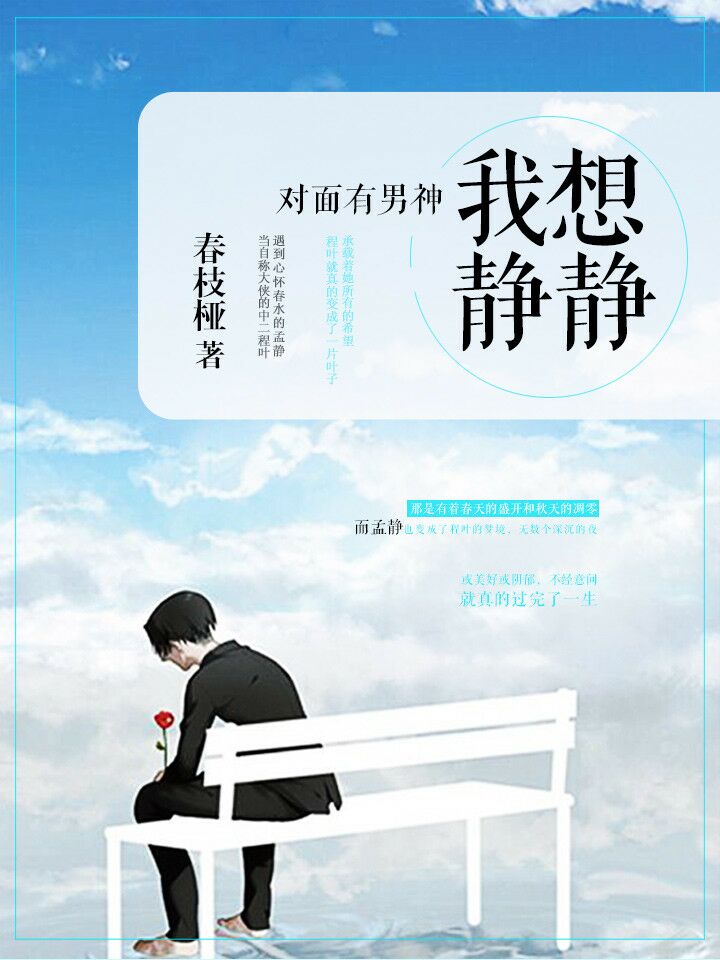 对面有男神
我想
静静
承载着她所有的希望
程叶就真的变成了一片叶子
遇到心怀春水的孟静
当自称大侠的中二程叶
春枝桠 著
那是有着春天的盛开和秋天的凋零
而孟静也变成了程叶的梦境，无数个深沉的夜
或美好或阴郁，不经意间
就真的过完了一生